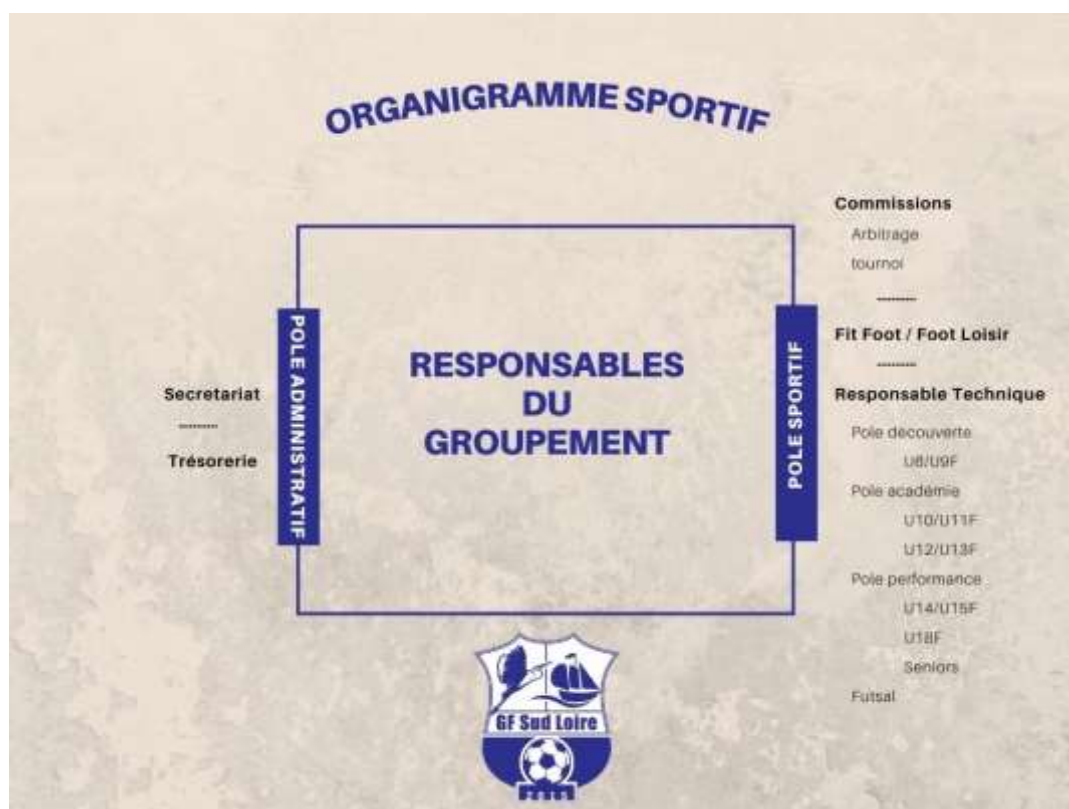 ORGANIGRAMME SPORTIF
Commissions
Arbitrage
tournoi
---------
Fit Foot / Foot Loisir
---------
Responsable Technique
Pole découverte
U8/U9F
Pole académie
U10/U11F
U12/U13F
Pole performance
U14/U15F
U18F
Seniors
Futsal
POLE SPORTIF
RESPONSABLES
DU
GROUPEMENT
POLE ADMINISTRATIF
Secretariat
---------
Trésorerie
GF Sud Loire